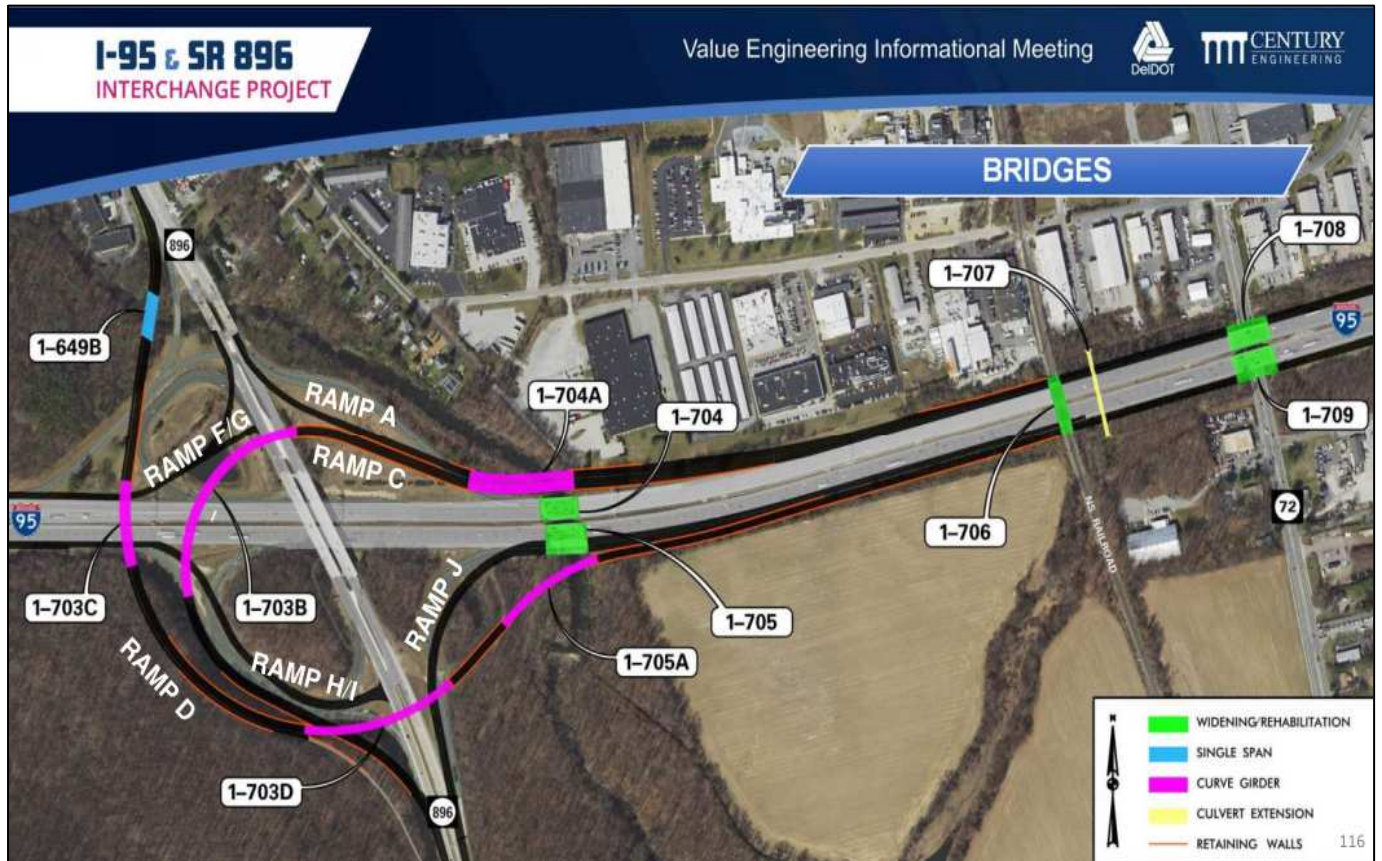 I-95 & SR 896
INTERCHANGE PROJECT
Value Engineering Informational Meeting
DelDOT
CENTURY
ENGINEERING
BRIDGES
896
1-708
1-707
95
1-649B
RAMP A
1-704A
1-704
RAMP F/G
RAMP C
1-709
95
1-706
72
NS RAILROAD
1-703C
1-703B
RAMP J
1-705
RAMP D
RAMP H/I
1-705A
1-703D
896
N
WIDENING/REHABILITATION
SINGLE SPAN
CURVE GIRDER
CULVERT EXTENSION
RETAINING WALLS
116